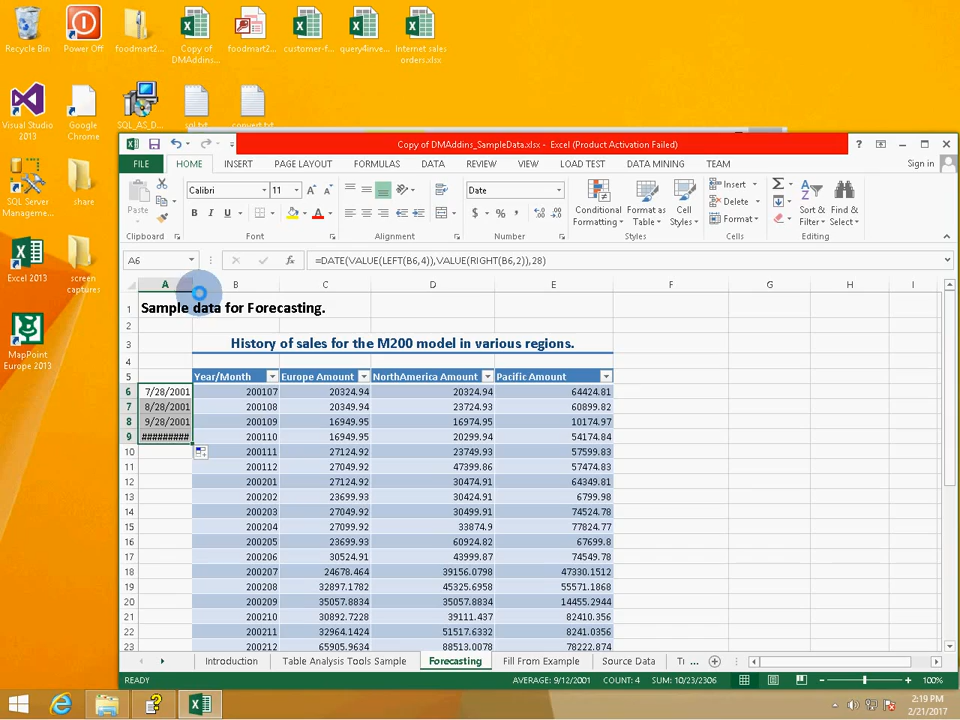 Recycle Bin
Power Off
foodmart2...
Copy of DMAddins...
foodmart2...
customer-f...
query4inve...
Internet sales orders.xlsx
Visual Studio 2013
Google Chrome
SQL_AS_D...
sql.txt
convert.txt
SQL Server Manageme...
share
Excel 2013
screen captures
MapPoint Europe 2013
Copy of DMAddins_SampleData.xlsx - Excel (Product Activation Failed)
FILE HOME INSERT PAGE LAYOUT FORMULAS DATA REVIEW VIEW LOAD TEST DATA MINING TEAM Sign in
Paste
Calibri 11
B I U
Date
$ % ,
Conditional Formatting
Format as Table
Cell Styles
Insert
Delete
Format
Sort & Filter
Find & Select
Clipboard Font Alignment Number Styles Cells Editing
A6 fx =DATE(VALUE(LEFT(B6,4)),VALUE(RIGHT(B6,2)),28)
A B C D E F G H I
1 Sample data for Forecasting.
2
3 History of sales for the M200 model in various regions.
4
5 Year/Month Europe Amount NorthAmerica Amount Pacific Amount
6 7/28/2001 200107 20324.94 20324.94 64424.81
7 8/28/2001 200108 20349.94 23724.93 60899.82
8 9/28/2001 200109 16949.95 16974.95 10174.97
9 ######### 200110 16949.95 20299.94 54174.84
10 200111 27124.92 23749.93 57599.83
11 200112 27049.92 47399.86 57474.83
12 200201 27124.92 30474.91 64349.81
13 200202 23699.93 30424.91 6799.98
14 200203 27049.92 30499.91 74524.78
15 200204 27099.92 33874.9 77824.77
16 200205 23699.93 60924.82 67699.8
17 200206 30524.91 43999.87 74549.78
18 200207 24678.464 39156.0798 47330.1512
19 200208 32897.1782 45325.6958 55571.1868
20 200209 35057.8834 35057.8834 14455.2944
21 200210 30892.7228 39111.437 82410.356
22 200211 32964.1424 51517.6332 8241.0356
23 200212 65905.9634 88513.0078 78222.874
Introduction Table Analysis Tools Sample Forecasting Fill From Example Source Data Tr ...
READY AVERAGE: 9/12/2001 COUNT: 4 SUM: 10/23/2306 100%
2:19 PM
2/21/2017